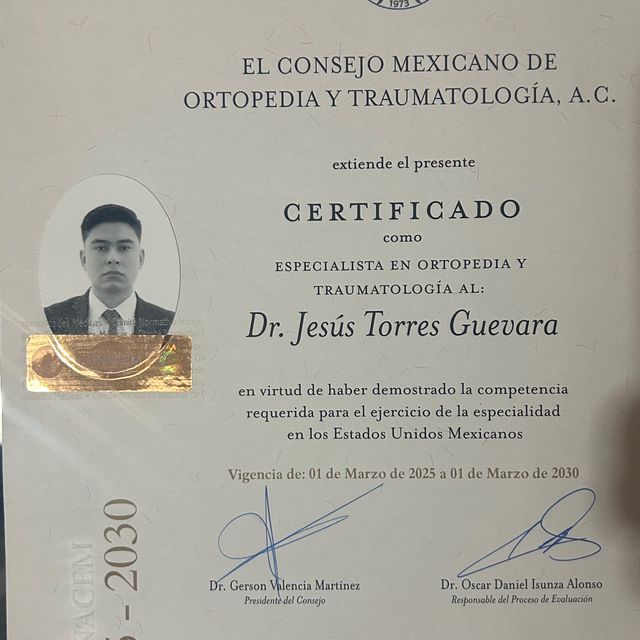 1973
EL CONSEJO MEXICANO DE
ORTOPEDIA Y TRAUMATOLOGÍA, A.C.
extiende el presente
CERTIFICADO
como
ESPECIALISTA EN ORTOPEDIA Y
TRAUMATOLOGÍA AL:
Dr. Jesús Torres Guevara
en virtud de haber demostrado la competencia
requerida para el ejercicio de la especialidad
en los Estados Unidos Mexicanos
Vigencia de: 01 de Marzo de 2025 a 01 de Marzo de 2030
Dr. Gerson Valencia Martínez
Presidente del Consejo
Dr. Oscar Daniel Isunza Alonso
Responsable del Proceso de Evaluación
- 2030